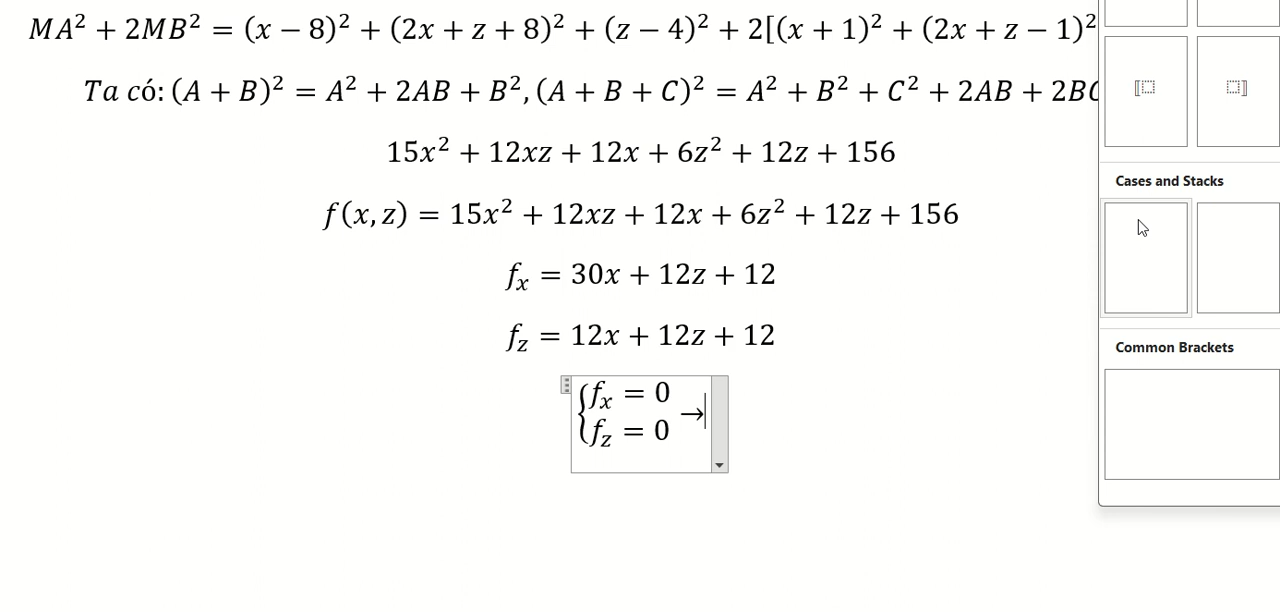 MA² + 2MB² = (x − 8)² + (2x + z + 8)² + (z − 4)² + 2[(x + 1)² + (2x + z − 1)²
Ta có: (A + B)² = A² + 2AB + B², (A + B + C)² = A² + B² + C² + 2AB + 2BC
15x² + 12xz + 12x + 6z² + 12z + 156
f(x, z) = 15x² + 12xz + 12x + 6z² + 12z + 156
fₓ = 30x + 12z + 12
f_z = 12x + 12z + 12
{fₓ = 0
f_z = 0 →
Cases and Stacks
Common Brackets